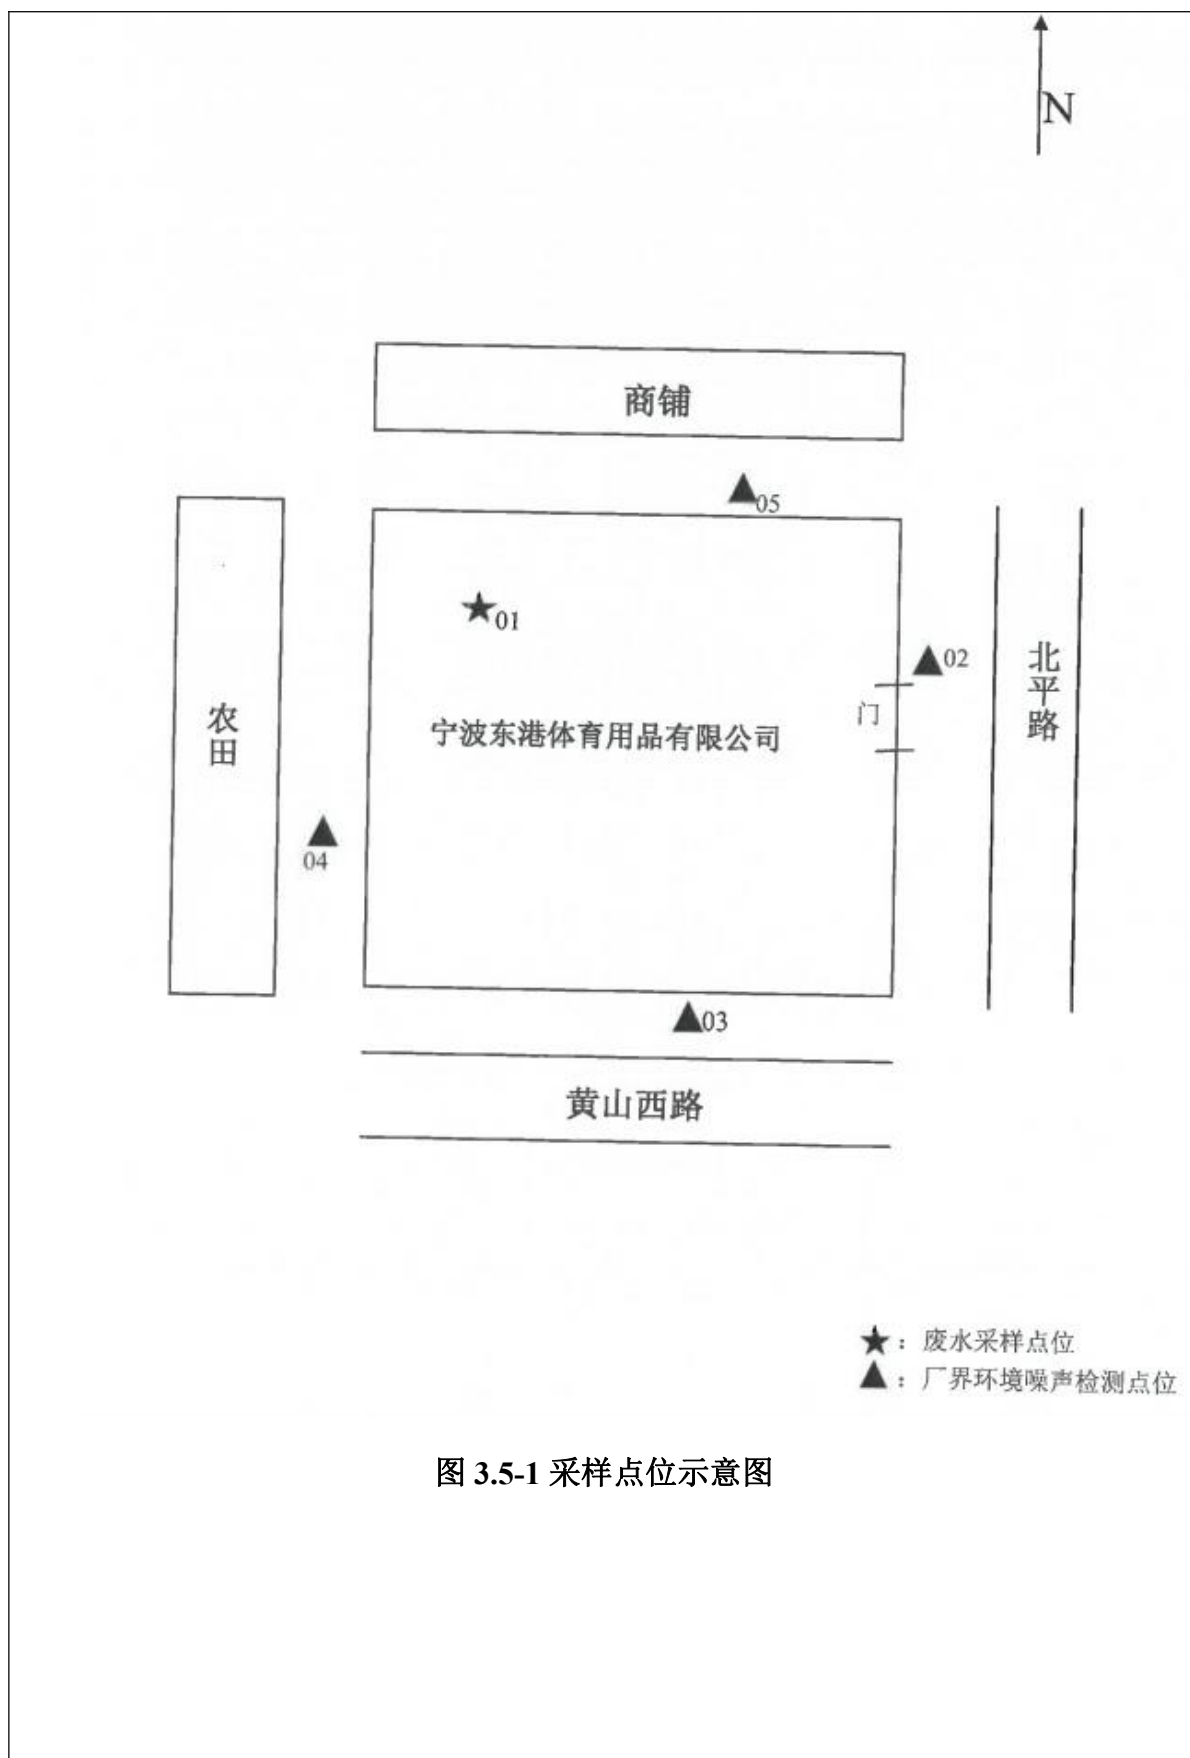 N
商铺
05
01
02
北平路
农田
门
宁波东港体育用品有限公司
04
03
黄山西路
★：废水采样点位
▲：厂界环境噪声检测点位
图 3.5-1 采样点位示意图